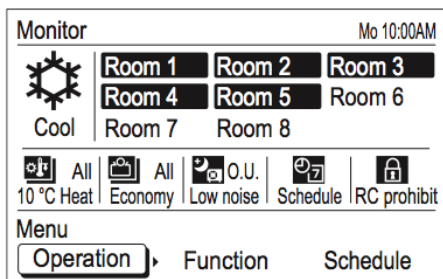 Monitor Mo 10:00AM
Room 1 Room 2 Room 3
Room 4 Room 5 Room 6
Cool Room 7 Room 8
All All O.U. 7
10 °C Heat Economy Low noise Schedule RC prohibit
Menu
Operation Function Schedule